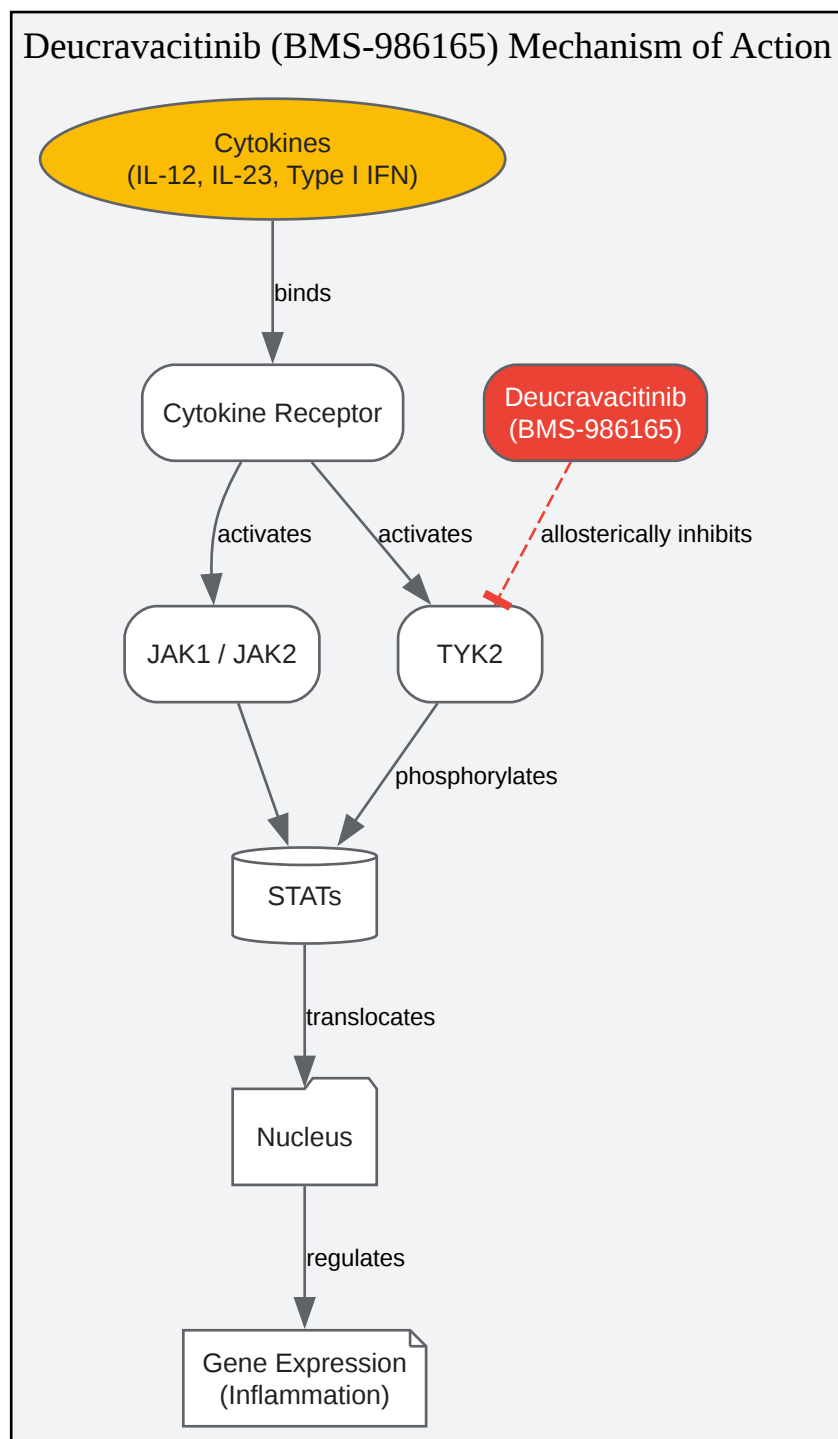 Deucravacitinib (BMS-986165) Mechanism of Action
Cytokines
(IL-12, IL-23, Type I IFN)
binds
Cytokine Receptor
Deucravacitinib
(BMS-986165)
activates
activates
allosterically inhibits
JAK1 / JAK2
TYK2
phosphorylates
STATs
translocates
Nucleus
regulates
Gene Expression
(Inflammation)